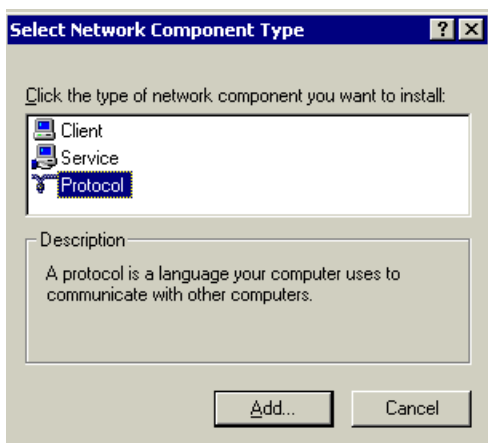 Select Network Component Type
Click the type of network component you want to install:
Client
Service
Protocol
Description
A protocol is a language your computer uses to
communicate with other computers.
Add...
Cancel